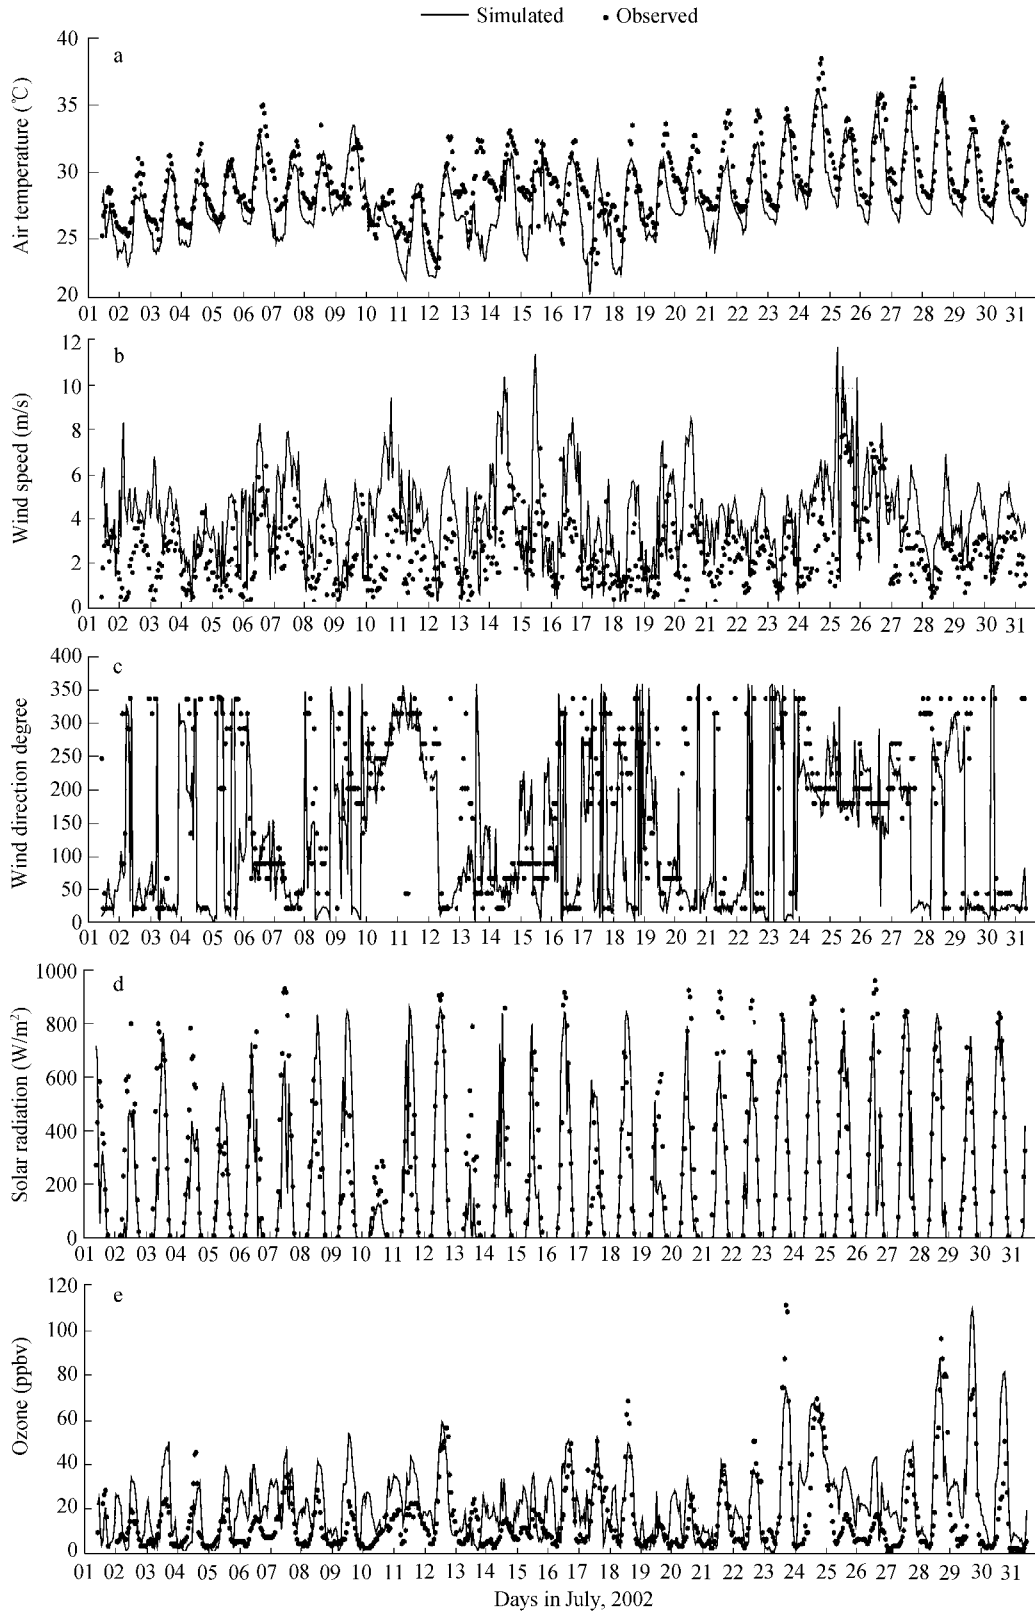 Simulated Observed
a
Air temperature (℃)
40
35
30
25
20
01 02 03 04 05 06 07 08 09 10 11 12 13 14 15 16 17 18 19 20 21 22 23 24 25 26 27 28 29 30 31
b
Wind speed (m/s)
12
10
8
6
4
2
0
01 02 03 04 05 06 07 08 09 10 11 12 13 14 15 16 17 18 19 20 21 22 23 24 25 26 27 28 29 30 31
c
Wind direction degree
400
350
300
250
200
150
100
50
0
01 02 03 04 05 06 07 08 09 10 11 12 13 14 15 16 17 18 19 20 21 22 23 24 25 26 27 28 29 30 31
d
Solar radiation (W/m²)
1000
800
600
400
200
0
01 02 03 04 05 06 07 08 09 10 11 12 13 14 15 16 17 18 19 20 21 22 23 24 25 26 27 28 29 30 31
e
Ozone (ppbv)
120
100
80
60
40
20
0
01 02 03 04 05 06 07 08 09 10 11 12 13 14 15 16 17 18 19 20 21 22 23 24 25 26 27 28 29 30 31
Days in July, 2002